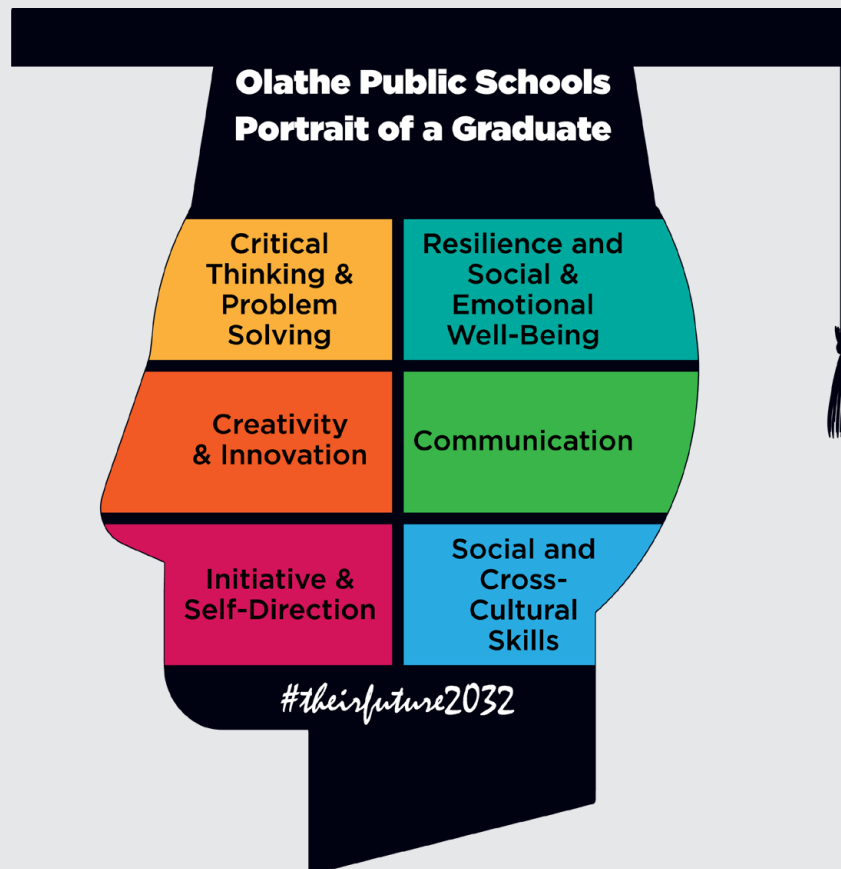 Olathe Public Schools
Portrait of a Graduate
Critical
Thinking &
Problem
Solving
Resilience and
Social &
Emotional
Well-Being
Creativity
& Innovation
Communication
Initiative &
Self-Direction
Social and
Cross-
Cultural
Skills
#theirfuture2032